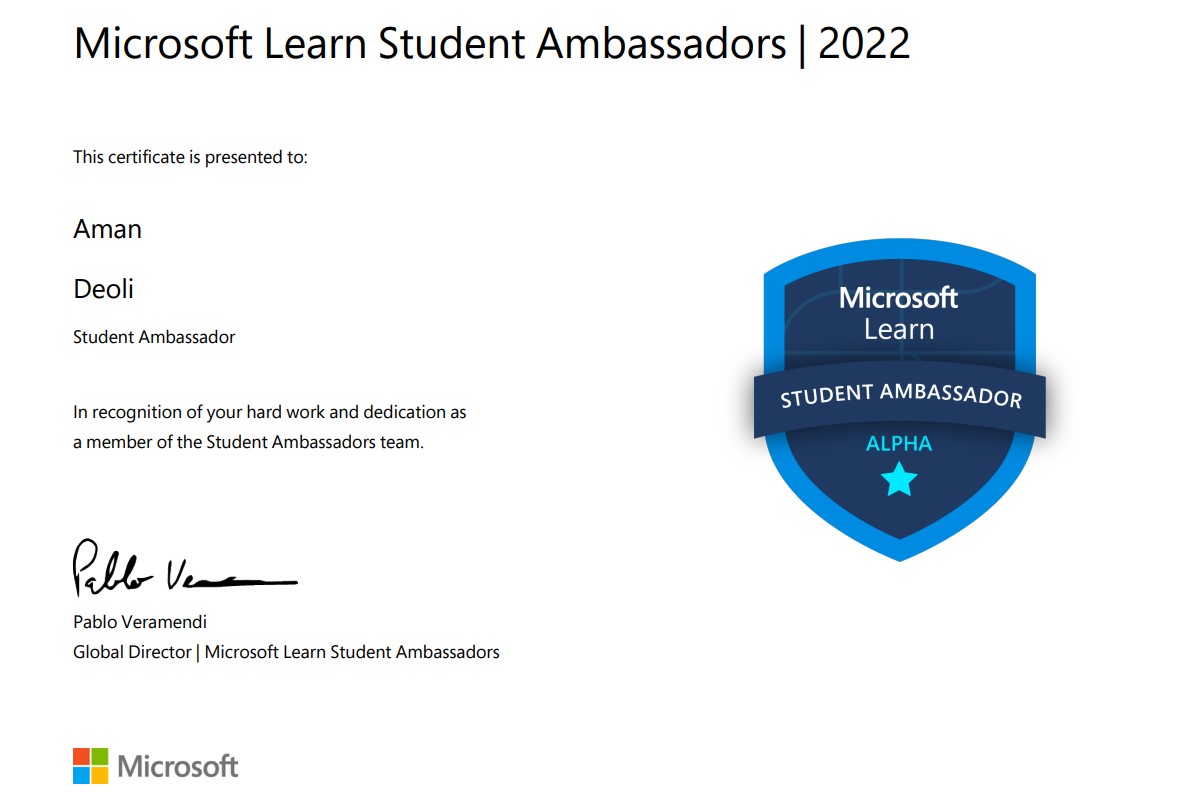 Microsoft Learn Student Ambassadors | 2022
This certificate is presented to:
Aman
Deoli
Student Ambassador
In recognition of your hard work and dedication as
a member of the Student Ambassadors team.
Microsoft
Learn
STUDENT AMBASSADOR
ALPHA
Pablo Veramendi
Global Director | Microsoft Learn Student Ambassadors
Microsoft